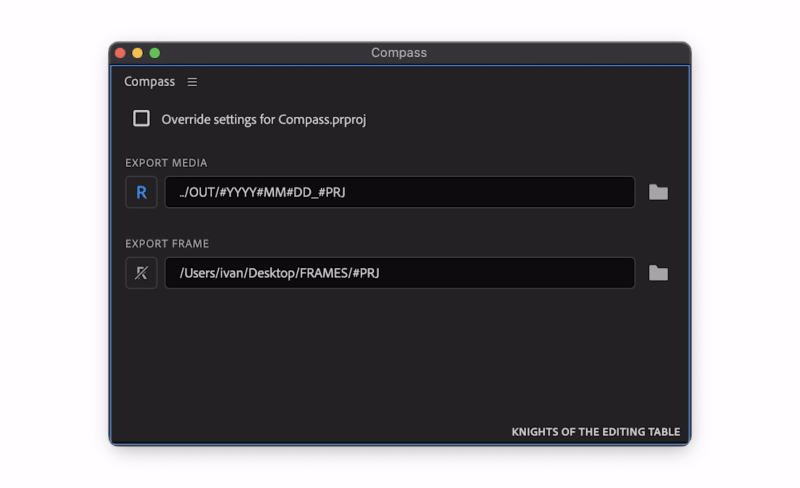 Compass
Compass
Override settings for Compass.prproj
EXPORT MEDIA
R
../OUT/#YYYY#MM#DD_#PRJ
EXPORT FRAME
R
/Users/ivan/Desktop/FRAMES/#PRJ
KNIGHTS OF THE EDITING TABLE